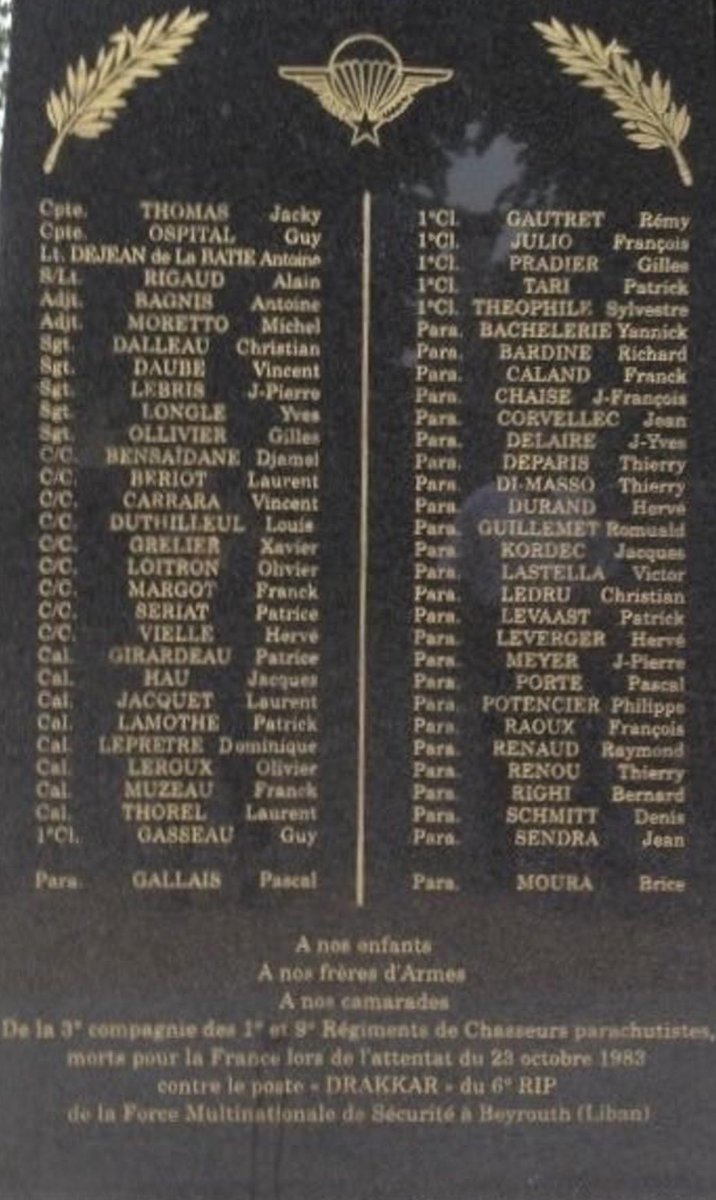 Cpte. THOMAS Jacky
Cpte. OSPITAL Guy
Lt. DEJEAN de La BATIE Antoine
S/Lt. RIGAUD Alain
Adjt. BAGNIS Antoine
Adjt. MORETTO Michel
Sgt. DALLEAU Christian
Sgt. DAUBE Vincent
Sgt. LEBRIS J-Pierre
Sgt. LONGLE Yves
Sgt. OLLIVIER Gilles
C/C. BENSAIDANE Djamel
C/C. BERIOT Laurent
C/C. CARRARA Vincent
C/C. DUTHILLEUL Louis
C/C. GRELIER Xavier
C/C. LOITRON Olivier
C/C. MARGOT Franck
C/C. SERIAT Patrice
C/C. VIELLE Hervé
Cal. GIRARDEAU Patrice
Cal. HAU Jacques
Cal. JACQUET Laurent
Cal. LAMOTHE Patrick
Cal. LEPRETRE Dominique
Cal. LEROUX Olivier
Cal. MUZEAU Franck
Cal. THOREL Laurent
1°Cl. GASSEAU Guy
Para. GALLAIS Pascal
1°Cl. GAUTRET Rémy
1°Cl. JULIO François
1°Cl. PRADIER Gilles
1°Cl. TARI Patrick
1°Cl. THEOPHILE Sylvestre
Para. BACHELERIE Yannick
Para. BARDINE Richard
Para. CALAND Franck
Para. CHAISE J-François
Para. CORVELLEC Jean
Para. DELAIRE J-Yves
Para. DEPARIS Thierry
Para. DI-MASSO Thierry
Para. DURAND Hervé
Para. GUILLEMET Romuald
Para. KORDEC Jacques
Para. LASTELLA Victor
Para. LEDRU Christian
Para. LEVAAST Patrick
Para. LEVERGER Hervé
Para. MEYER J-Pierre
Para. PORTE Pascal
Para. POTENCIER Philippe
Para. RAOUX François
Para. RENAUD Raymond
Para. RENOU Thierry
Para. RIGHI Bernard
Para. SCHMITT Denis
Para. SENDRA Jean
Para. MOURA Brice
A nos enfants
A nos frères d'Armes
A nos camarades
De la 3° compagnie des 1° et 9° Régiments de Chasseurs parachutistes,
morts pour la France lors de l'attentat du 23 octobre 1983
contre le poste « DRAKKAR » du 6° RIP
de la Force Multinationale de Sécurité à Beyrouth (Liban)